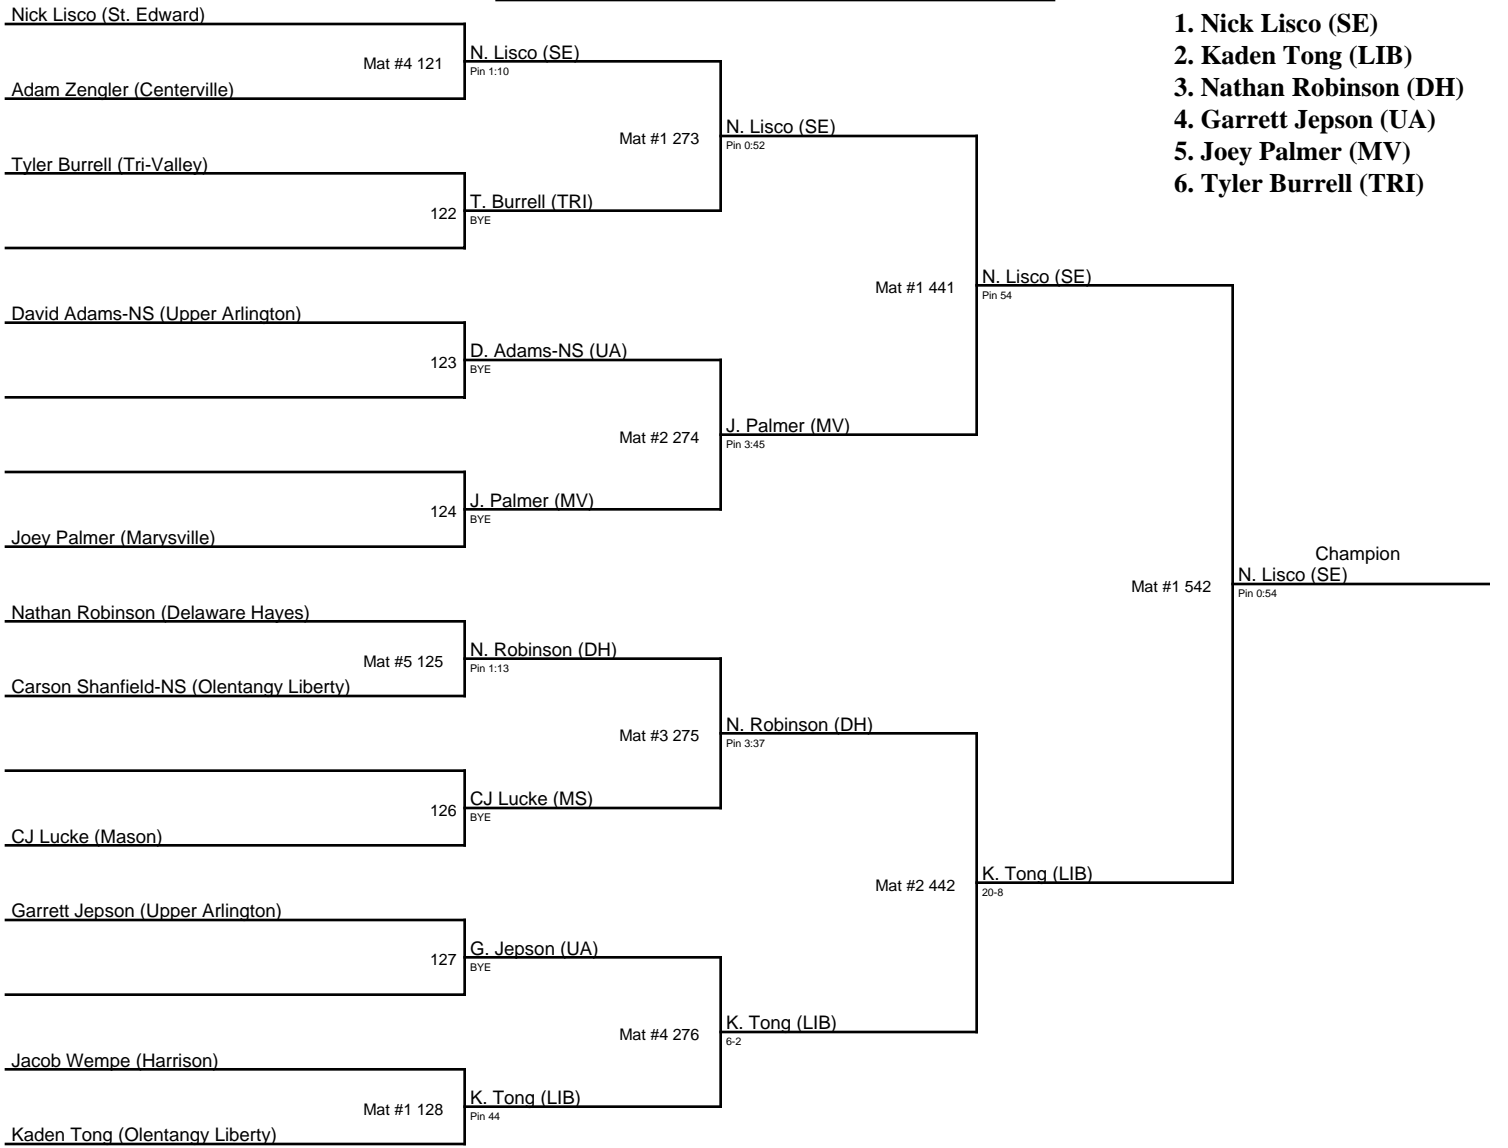 Nick Lisco (St. Edward)
Mat #4 121
N. Lisco (SE)
Pin 1:10
Adam Zengler (Centerville)
Mat #1 273
N. Lisco (SE)
Pin 0:52
Tyler Burrell (Tri-Valley)
122
T. Burrell (TRI)
BYE
Mat #1 441
N. Lisco (SE)
Pin 54
David Adams-NS (Upper Arlington)
123
D. Adams-NS (UA)
BYE
Mat #2 274
J. Palmer (MV)
Pin 3:45
124
J. Palmer (MV)
BYE
Joey Palmer (Marysville)
Mat #1 542
Champion
N. Lisco (SE)
Pin 0:54
Nathan Robinson (Delaware Hayes)
Mat #5 125
N. Robinson (DH)
Pin 1:13
Carson Shanfield-NS (Olentangy Liberty)
Mat #3 275
N. Robinson (DH)
Pin 3:37
126
CJ Lucke (MS)
BYE
CJ Lucke (Mason)
Mat #2 442
K. Tong (LIB)
20-8
Garrett Jepson (Upper Arlington)
127
G. Jepson (UA)
BYE
Mat #4 276
K. Tong (LIB)
6-2
Jacob Wempe (Harrison)
Mat #1 128
K. Tong (LIB)
Pin 44
Kaden Tong (Olentangy Liberty)
1. Nick Lisco (SE)
2. Kaden Tong (LIB)
3. Nathan Robinson (DH)
4. Garrett Jepson (UA)
5. Joey Palmer (MV)
6. Tyler Burrell (TRI)